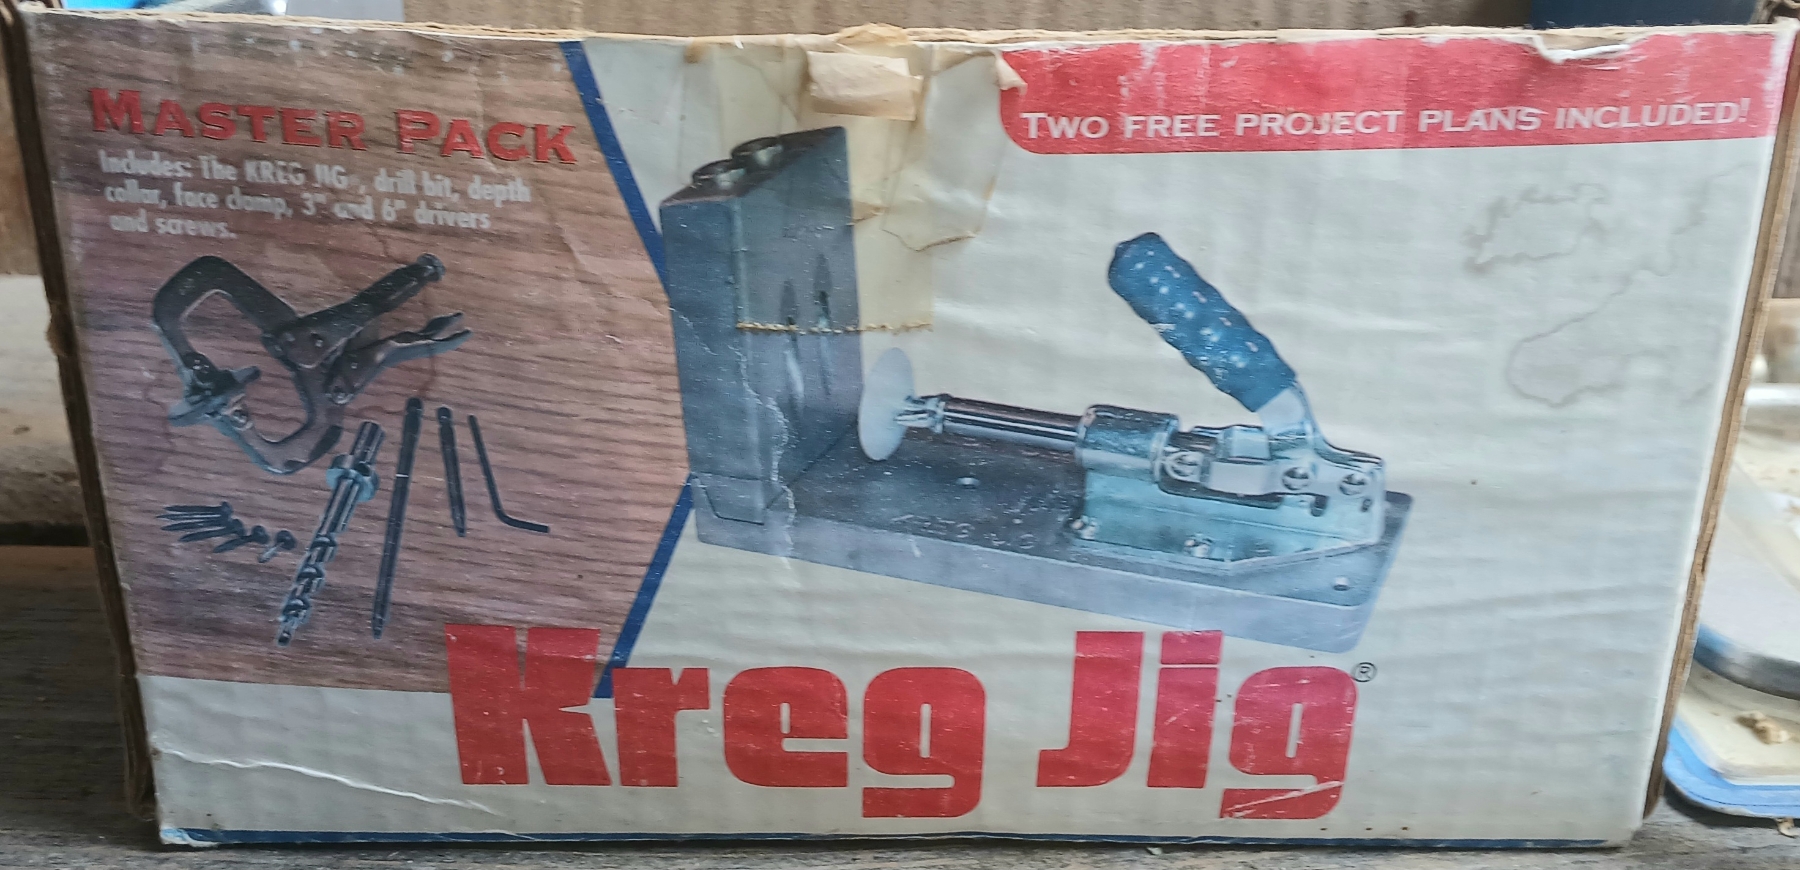 MASTER PACK
Includes: The KREG JIG®, drill bit, depth
collar, face clamp, 3" and 6" drivers
and screws.
TWO FREE PROJECT PLANS INCLUDED!
Kreg Jig®